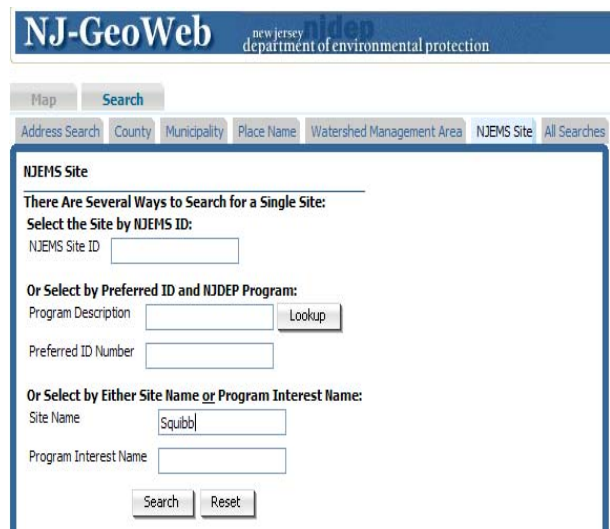 NJ-GeoWeb
new jersey njdep
department of environmental protection
Map Search
Address Search County Municipality Place Name Watershed Management Area NJEMS Site All Searches
NJEMS Site
There Are Several Ways to Search for a Single Site:
Select the Site by NJEMS ID:
NJEMS Site ID
Or Select by Preferred ID and NJDEP Program:
Program Description Lookup
Preferred ID Number
Or Select by Either Site Name or Program Interest Name:
Site Name Squibb
Program Interest Name
Search Reset